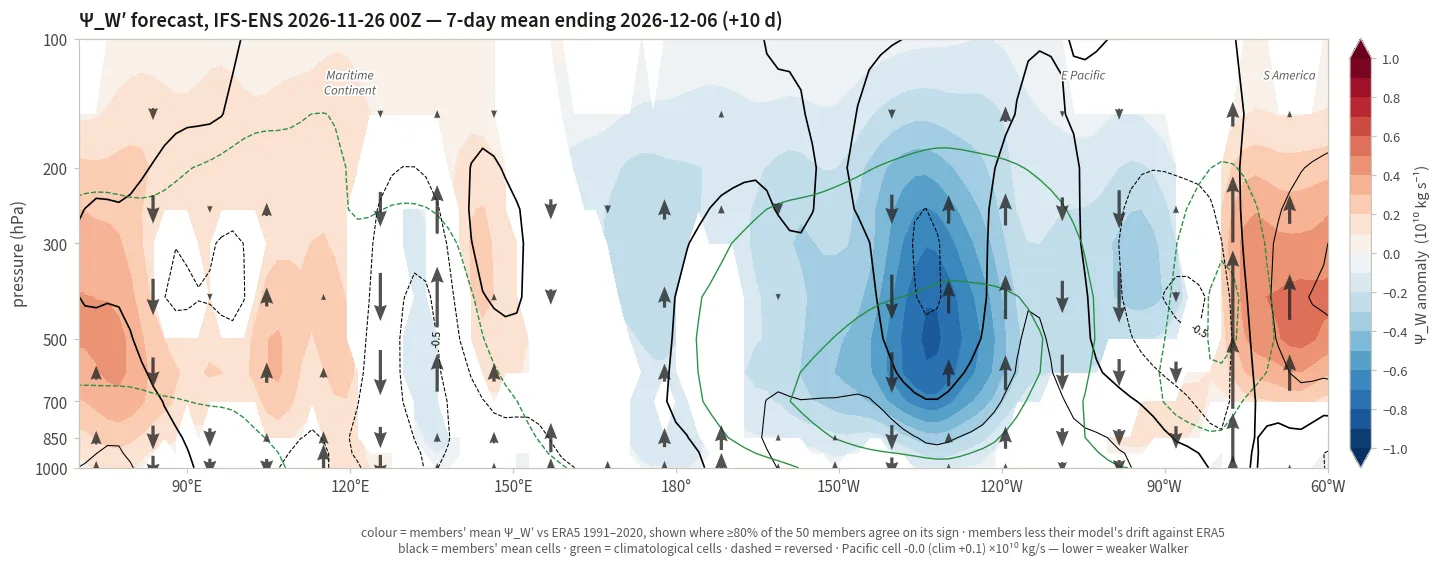 Ψ_W′ forecast, IFS-ENS 2026-11-26 00Z — 7-day mean ending 2026-12-06 (+10 d)
100
200
300
400
500
700
850
1000
pressure (hPa)
Maritime
Continent
E Pacific
S America
-0.5
-0.5
90°E
120°E
150°E
180°
150°W
120°W
90°W
60°W
1.0
0.8
0.6
0.4
0.2
0.0
−0.2
−0.4
−0.6
−0.8
−1.0
Ψ_W anomaly (10¹⁰ kg s⁻¹)
colour = members' mean Ψ_W′ vs ERA5 1991–2020, shown where ≥80% of the 50 members agree on its sign · members less their model's drift against ERA5
black = members' mean cells · green = climatological cells · dashed = reversed · Pacific cell -0.0 (clim +0.1) ×10¹⁰ kg/s — lower = weaker Walker